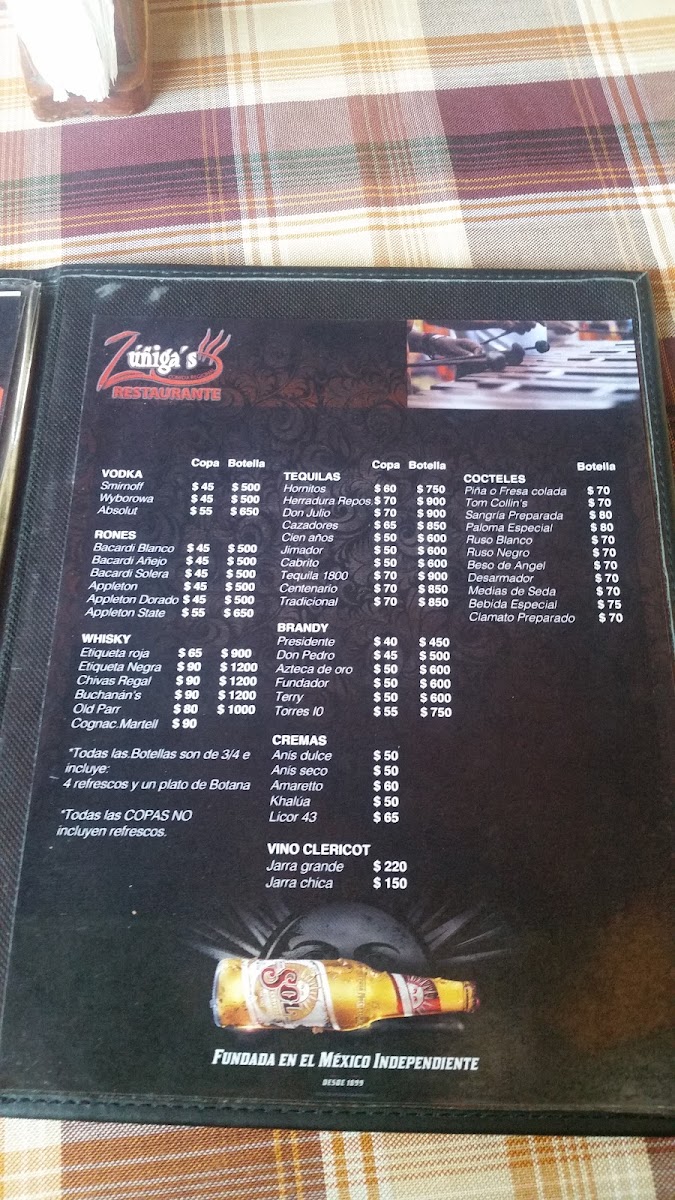 Zúñiga's
RESTAURANTE
Copa Botella
VODKA
Smirnoff $ 45 $ 500
Wyborowa $ 45 $ 500
Absolut $ 55 $ 650
RONES
Bacardi Blanco $ 45 $ 500
Bacardi Añejo $ 45 $ 500
Bacardi Solera $ 45 $ 500
Appleton $ 45 $ 500
Appleton Dorado $ 45 $ 500
Appleton State $ 55 $ 650
WHISKY
Etiqueta roja $ 65 $ 900
Etiqueta Negra $ 90 $ 1200
Chivas Regal $ 90 $ 1200
Buchanán's $ 90 $ 1200
Old Parr $ 80 $ 1000
Cognac.Martell $ 90
*Todas las.Botellas son de 3/4 e
incluye:
4 refrescos y un plato de Botana
*Todas las COPAS NO
incluyen refrescos.
Copa Botella
TEQUILAS
Hornitos $ 60 $ 750
Herradura Repos. $ 70 $ 900
Don Julio $ 70 $ 900
Cazadores $ 65 $ 850
Cien años $ 50 $ 600
Jimador $ 50 $ 600
Cabrito $ 50 $ 600
Tequila 1800 $ 70 $ 900
Centenario $ 70 $ 850
Tradicional $ 70 $ 850
BRANDY
Presidente $ 40 $ 450
Don Pedro $ 45 $ 500
Azteca de oro $ 50 $ 600
Fundador $ 50 $ 600
Terry $ 50 $ 600
Torres 10 $ 55 $ 750
CREMAS
Anis dulce $ 50
Anis seco $ 50
Amaretto $ 60
Khalúa $ 50
Licor 43 $ 65
VINO CLERICOT
Jarra grande $ 220
Jarra chica $ 150
Botella
COCTELES
Piña o Fresa colada $ 70
Tom Collin's $ 70
Sangría Preparada $ 80
Paloma Especial $ 80
Ruso Blanco $ 70
Ruso Negro $ 70
Beso de Angel $ 70
Desarmador $ 70
Medias de Seda $ 70
Bebida Especial $ 75
Clamato Preparado $ 70
SOL
FUNDADA EN EL MÉXICO INDEPENDIENTE
DESDE 1899